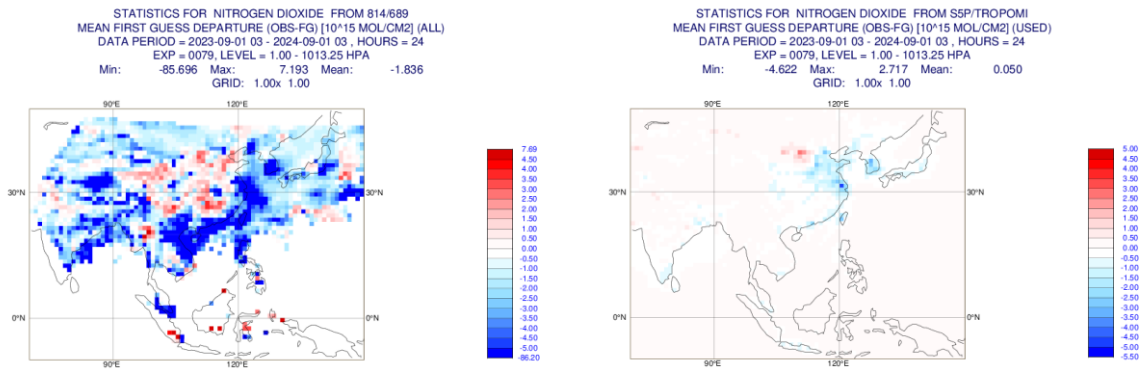 STATISTICS FOR NITROGEN DIOXIDE FROM 814/689
MEAN FIRST GUESS DEPARTURE (OBS-FG) [10^15 MOL/CM2] (ALL)
DATA PERIOD = 2023-09-01 03 - 2024-09-01 03 , HOURS = 24
EXP = 0079, LEVEL = 1.00 - 1013.25 HPA
Min: -85.696 Max: 7.193 Mean: -1.836
GRID: 1.00x 1.00
90°E 120°E
30°N 30°N
0°N 0°N
90°E 120°E
7.69
4.50
4.00
3.50
3.00
2.50
2.00
1.50
1.00
0.50
0.00
-0.50
-1.00
-1.50
-2.00
-2.50
-3.00
-3.50
-4.00
-4.50
-5.00
-86.20
STATISTICS FOR NITROGEN DIOXIDE FROM S5P/TROPOMI
MEAN FIRST GUESS DEPARTURE (OBS-FG) [10^15 MOL/CM2] (USED)
DATA PERIOD = 2023-09-01 03 - 2024-09-01 03 , HOURS = 24
EXP = 0079, LEVEL = 1.00 - 1013.25 HPA
Min: -4.622 Max: 2.717 Mean: 0.050
GRID: 1.00x 1.00
90°E 120°E
30°N 30°N
0°N 0°N
90°E 120°E
5.00
4.50
4.00
3.50
3.00
2.50
2.00
1.50
1.00
0.50
0.00
-0.50
-1.00
-1.50
-2.00
-2.50
-3.00
-3.50
-4.00
-4.50
-5.00
-5.50